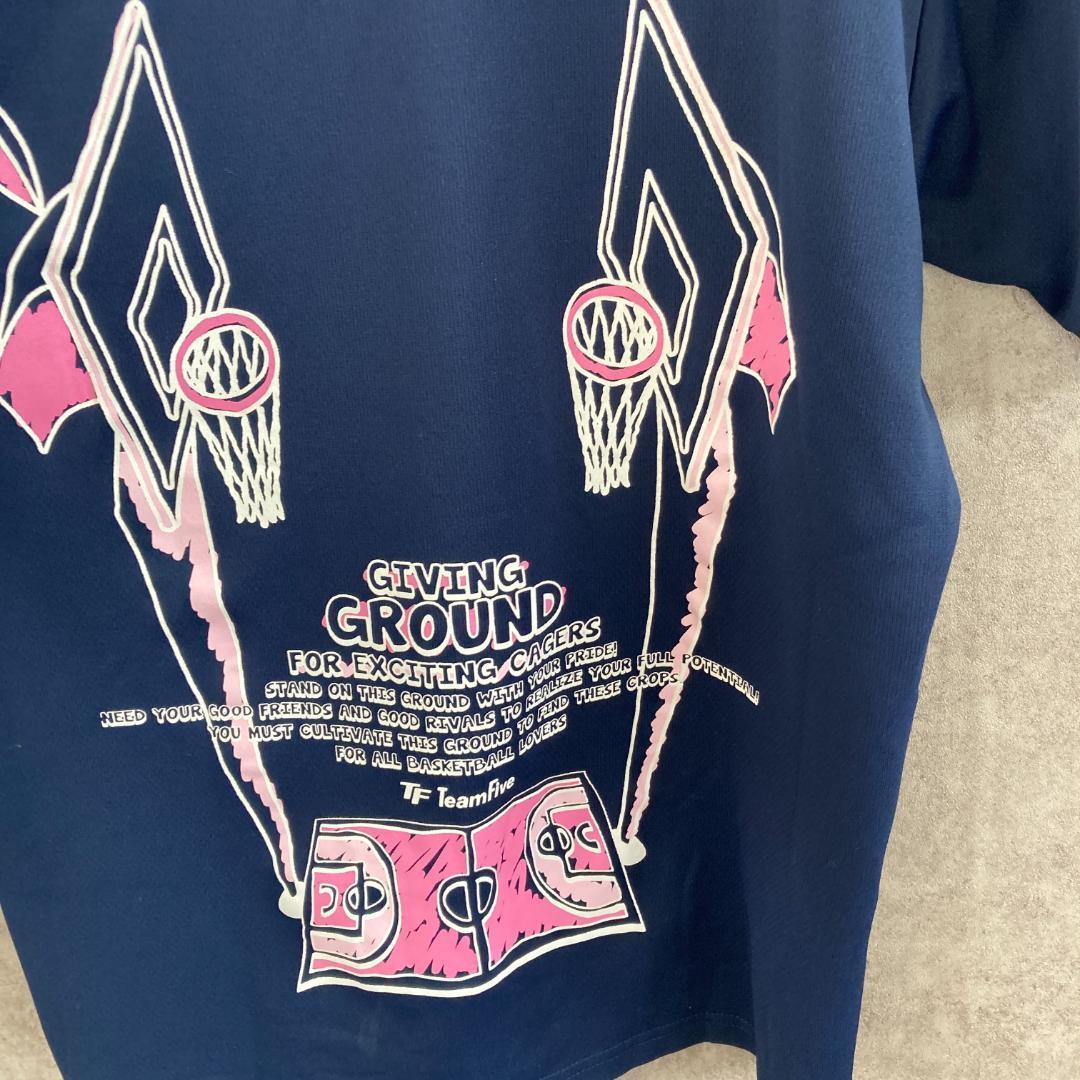 GIVING
GROUND
FOR EXCITING CAGERS
STAND ON THIS GROUND WITH YOUR PRIDE!
NEED YOUR GOOD FRIENDS AND GOOD RIVALS TO REALIZE YOUR FULL POTENTIAL!
YOU MUST CULTIVATE THIS GROUND TO FIND THESE CROPS
FOR ALL BASKETBALL LOVERS
TF TeamFive